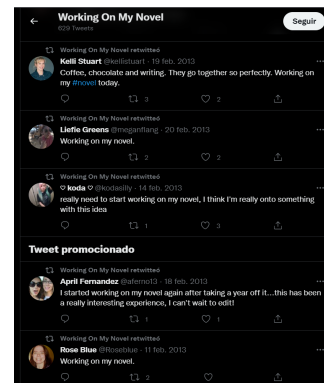 Working On My Novel
629 Tweets
Seguir
Working On My Novel retwitteó
Kelli Stuart @kellistuart · 19 feb. 2013
Coffee, chocolate and writing. They go together so perfectly. Working on
my #novel today.
3 2
Working On My Novel retwitteó
Liefie Greens @meganflang · 20 feb. 2013
Working on my novel.
2 2
Working On My Novel retwitteó
♡ koda ♡ @kodasilly · 14 feb. 2013
really need to start working on my novel, I think I'm really onto something
with this idea
1 3
Tweet promocionado
Working On My Novel retwitteó
April Fernandez @aferno13 · 18 feb. 2013
I started working on my novel again after taking a year off it...this has been
a really interesting experience, I can't wait to edit!
1 1
Working On My Novel retwitteó
Rose Blue @Roseblue · 11 feb. 2013
Working on my novel.
2